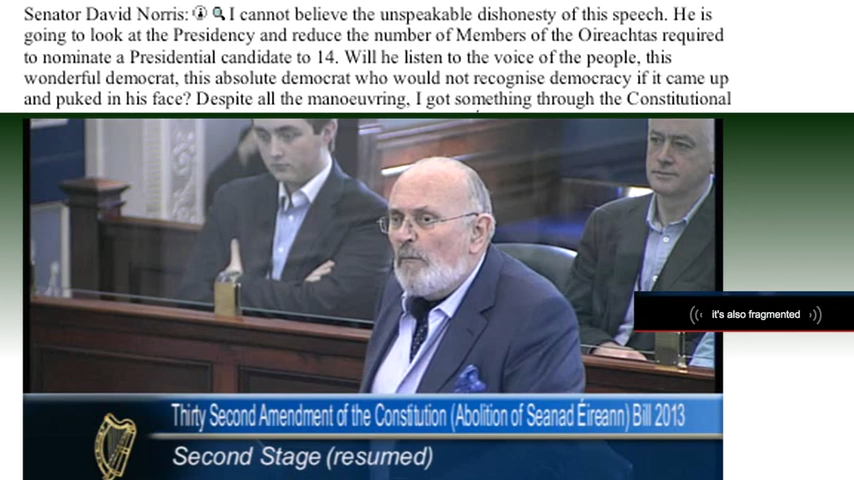 Senator David Norris: I cannot believe the unspeakable dishonesty of this speech. He is
going to look at the Presidency and reduce the number of Members of the Oireachtas required
to nominate a Presidential candidate to 14. Will he listen to the voice of the people, this
wonderful democrat, this absolute democrat who would not recognise democracy if it came up
and puked in his face? Despite all the manoeuvring, I got something through the Constitutional
it's also fragmented
Thirty Second Amendment of the Constitution (Abolition of Seanad Éireann) Bill 2013
Second Stage (resumed)